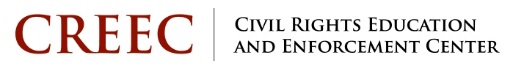 CREEC
CIVIL RIGHTS EDUCATION
AND ENFORCEMENT CENTER